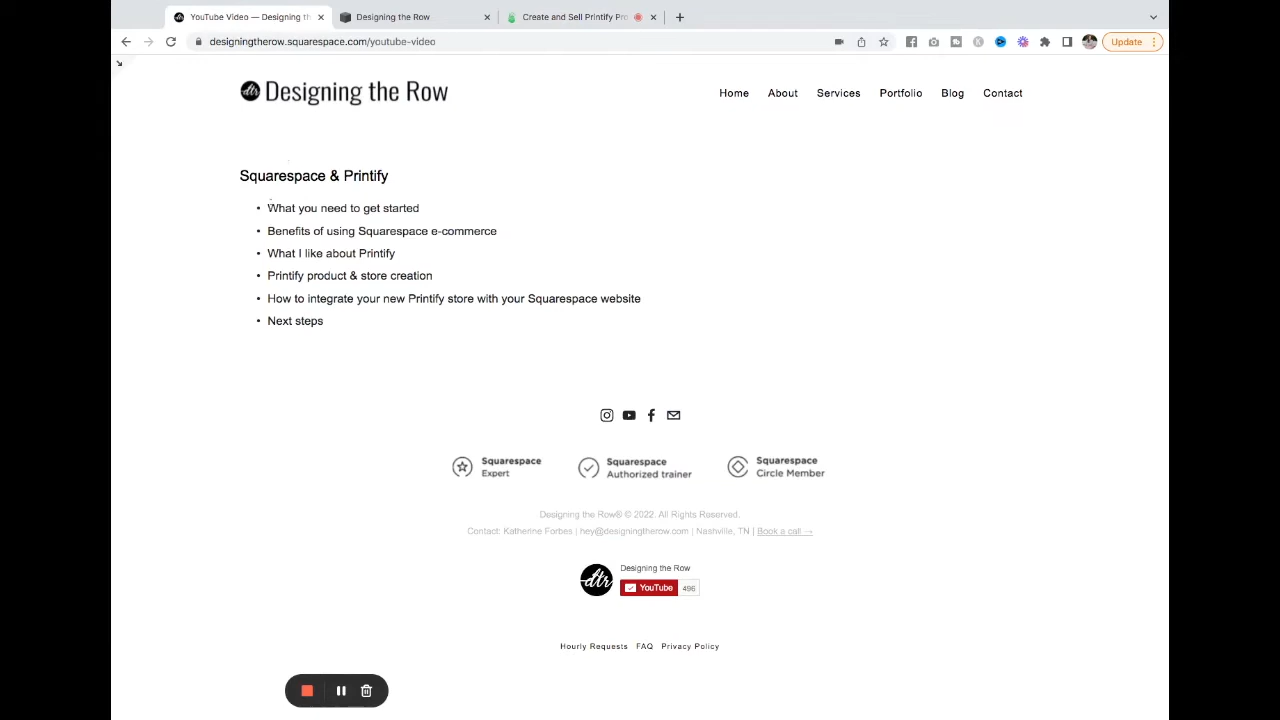 YouTube Video — Designing th
Designing the Row
Create and Sell Printify Pro
designingtherow.squarespace.com/youtube-video
Update
dtr Designing the Row
Home About Services Portfolio Blog Contact
Squarespace & Printify
• What you need to get started
• Benefits of using Squarespace e-commerce
• What I like about Printify
• Printify product & store creation
• How to integrate your new Printify store with your Squarespace website
• Next steps
Squarespace
Expert
Squarespace
Authorized trainer
Squarespace
Circle Member
Designing the Row® © 2022. All Rights Reserved.
Contact: Katherine Forbes | hey@designingtherow.com | Nashville, TN | Book a call →
dtr
Designing the Row
YouTube 496
Hourly Requests FAQ Privacy Policy